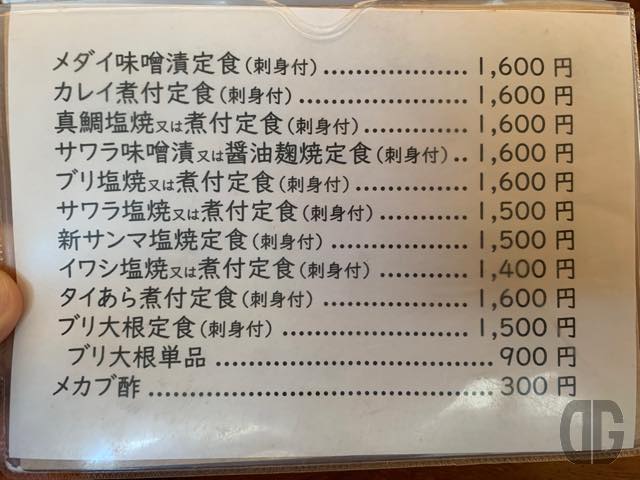 メダイ味噌漬定食(刺身付)..................1,600円
カレイ煮付定食(刺身付)......................1,600円
真鯛塩焼又は煮付定食(刺身付).............1,600円
サワラ味噌漬又は醤油麹焼定食(刺身付)..1,600円
ブリ塩焼又は煮付定食(刺身付)..............1,600円
サワラ塩焼又は煮付定食(刺身付)............1,500円
新サンマ塩焼定食(刺身付)...................1,500円
イワシ塩焼又は煮付定食(刺身付)............1,400円
タイあら煮付定食(刺身付)....................1,600円
ブリ大根定食(刺身付).........................1,500円
ブリ大根単品...................................900円
メカブ酢...........................................300円
DG